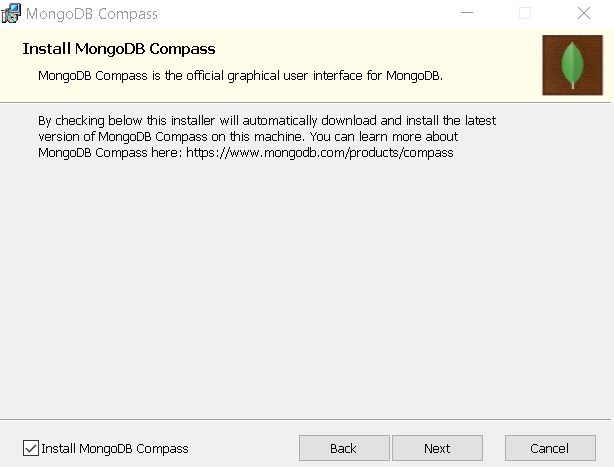 MongoDB Compass
Install MongoDB Compass
MongoDB Compass is the official graphical user interface for MongoDB.
By checking below this installer will automatically download and install the latest
version of MongoDB Compass on this machine. You can learn more about
MongoDB Compass here: https://www.mongodb.com/products/compass
Install MongoDB Compass
Back
Next
Cancel